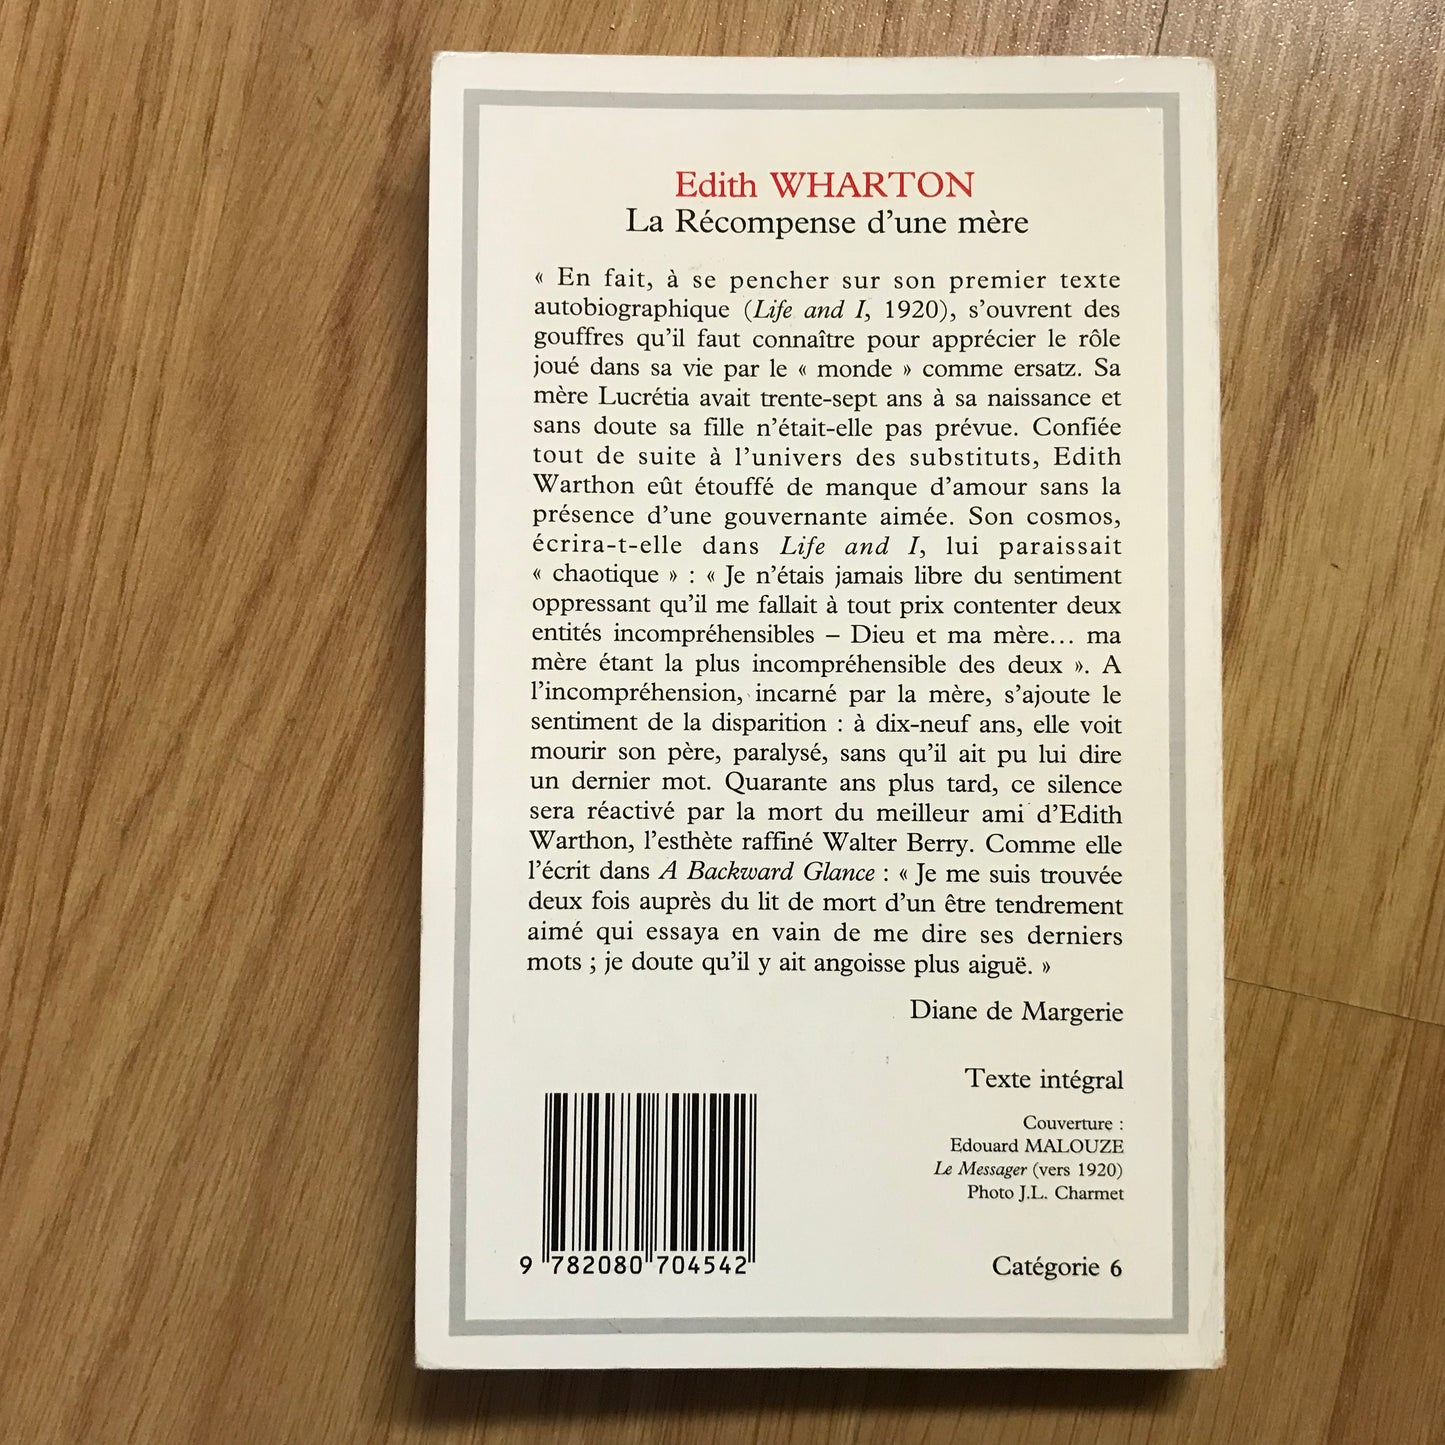 Edith WHARTON
La Récompense d'une mère
« En fait, à se pencher sur son premier texte
autobiographique (Life and I, 1920), s'ouvrent des
gouffres qu'il faut connaître pour apprécier le rôle
joué dans sa vie par le « monde » comme ersatz. Sa
mère Lucrétia avait trente-sept ans à sa naissance et
sans doute sa fille n'était-elle pas prévue. Confiée
tout de suite à l'univers des substituts, Edith
Warthon eût étouffé de manque d'amour sans la
présence d'une gouvernante aimée. Son cosmos,
écrira-t-elle dans Life and I, lui paraissait
« chaotique » : « Je n'étais jamais libre du sentiment
oppressant qu'il me fallait à tout prix contenter deux
entités incompréhensibles – Dieu et ma mère... ma
mère étant la plus incompréhensible des deux ». A
l'incompréhension, incarné par la mère, s'ajoute le
sentiment de la disparition : à dix-neuf ans, elle voit
mourir son père, paralysé, sans qu'il ait pu lui dire
un dernier mot. Quarante ans plus tard, ce silence
sera réactivé par la mort du meilleur ami d'Edith
Warthon, l'esthète raffiné Walter Berry. Comme elle
l'écrit dans A Backward Glance : « Je me suis trouvée
deux fois auprès du lit de mort d'un être tendrement
aimé qui essaya en vain de me dire ses derniers
mots ; je doute qu'il y ait angoisse plus aiguë. »
Diane de Margerie
Texte intégral
Couverture :
Edouard MALOUZE
Le Messager (vers 1920)
Photo J.L. Charmet
9 782080 704542
Catégorie 6